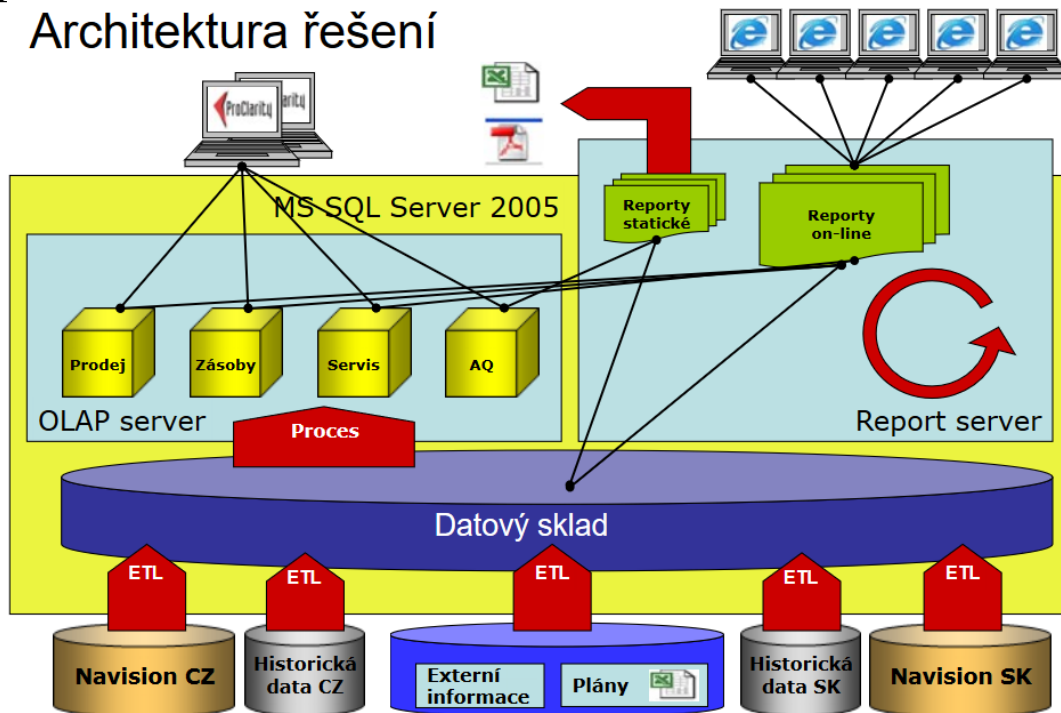 Architektura řešení
ProClarity
arity
MS SQL Server 2005
Reporty
statické
Reporty
on-line
Prodej
Zásoby
Servis
AQ
OLAP server
Proces
Report server
Datový sklad
ETL
ETL
ETL
ETL
ETL
Navision CZ
Historická
data CZ
Externí
informace
Plány
Historická
data SK
Navision SK